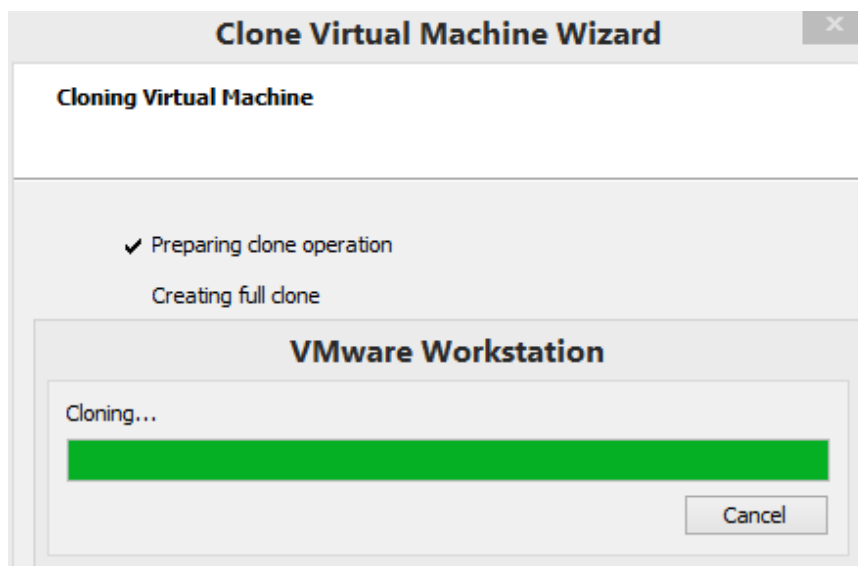 Clone Virtual Machine Wizard
Cloning Virtual Machine
Preparing clone operation
Creating full clone
VMware Workstation
Cloning...
Cancel